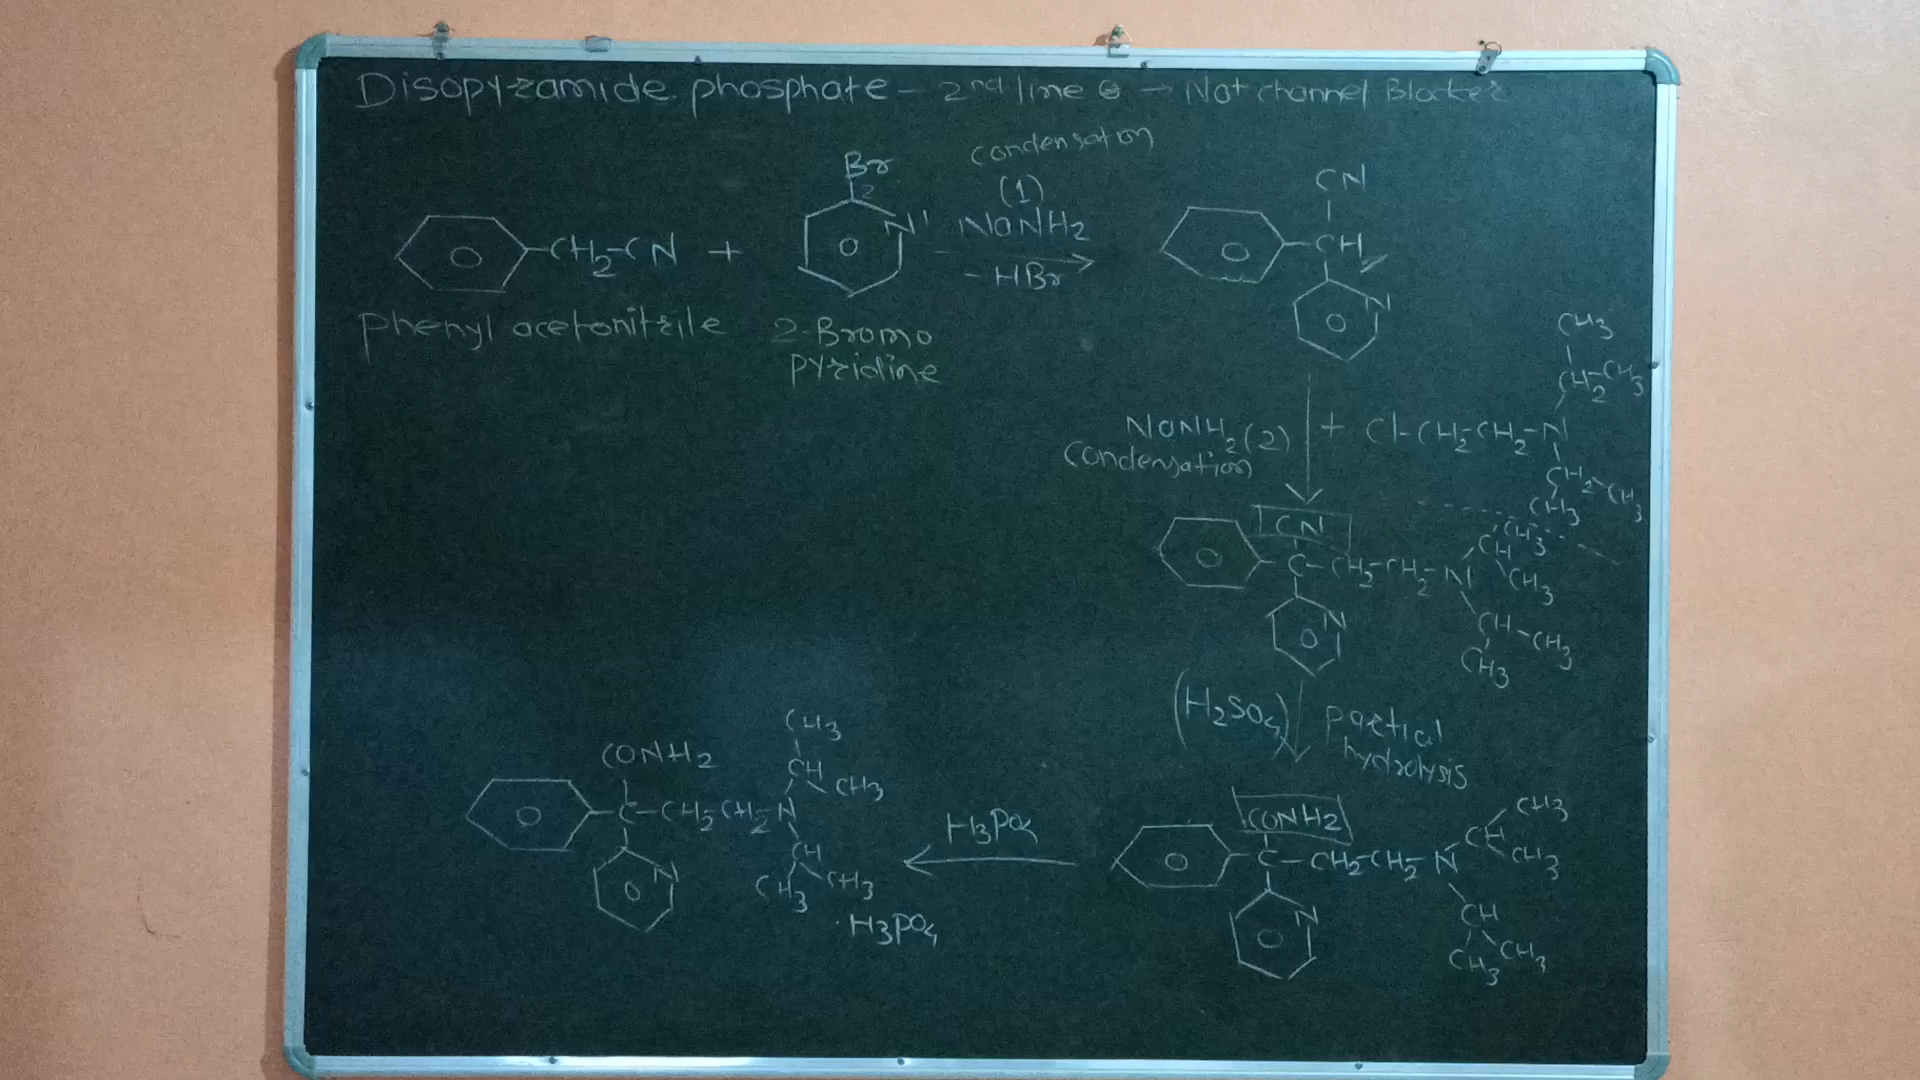 Disopyramide phosphate - 2nd line → Na+ channel Blocker
condensation
(1)
Br
2
N'
NaNH2
- HBr
CH2-CN +
CN
CH
N
Phenyl acetonitrile
2-Bromo
pyridine
CH3
CH2-CH3
NaNH2 (2)
condensation
+ Cl-CH2-CH2-N
CH2-CH3
CH3
CN
CH3
CH
CH3
C-CH2-CH2-N
N
CH-CH3
CH3
(H2SO4)
partial
hydrolysis
CONH2
CH3
CH
CH3
C-CH2-CH2-N
N
CH
CH3
CH3
H3PO4
CONH2
CH3
CH
CH3
C-CH2-CH2-N
N
CH
CH3
CH3
· H3PO4